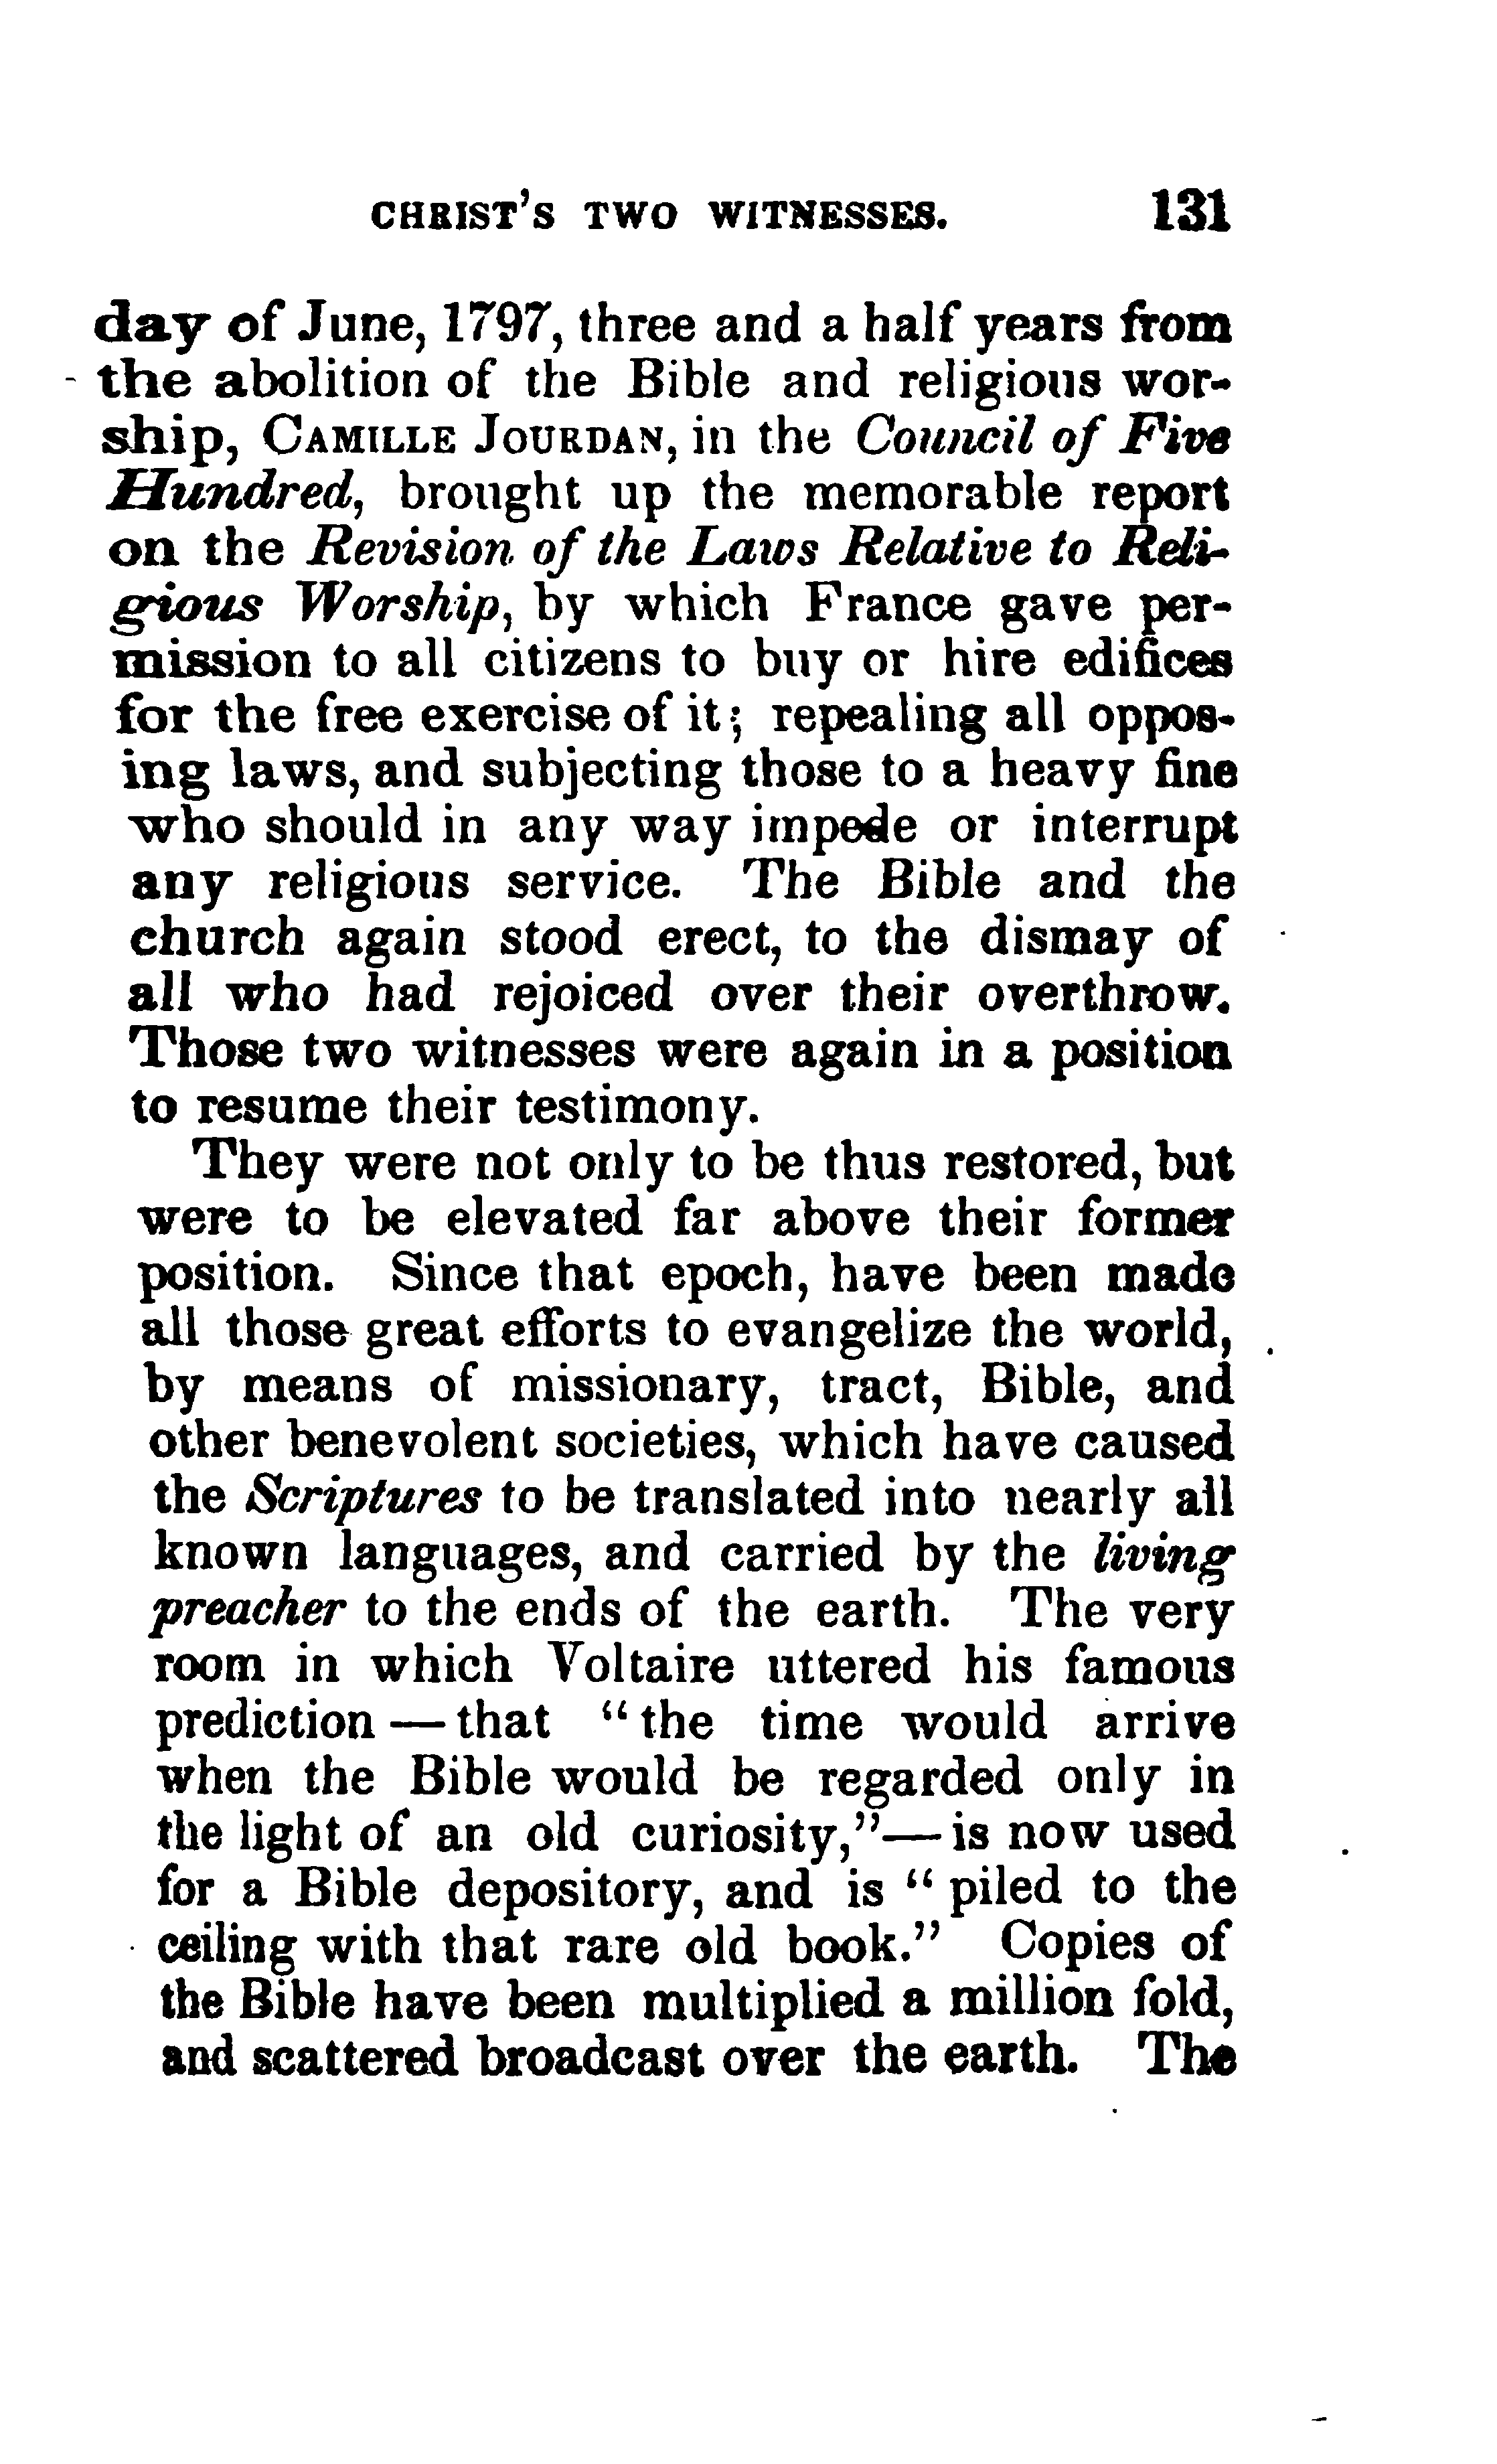 CHRIST'S TWO WITNESSES. 131
day of June, 1797, three and a half years from
the abolition of the Bible and religious wor-
ship, CAMILLE JOURDAN, in the Council of Five
Hundred, brought up the memorable report
on the Revision of the Laws Relative to Reli-
gious Worship, by which France gave per-
mission to all citizens to buy or hire edifices
for the free exercise of it; repealing all oppos-
ing laws, and subjecting those to a heavy fine
who should in any way impede or interrupt
any religious service. The Bible and the
church again stood erect, to the dismay of
all who had rejoiced over their overthrow.
Those two witnesses were again in a position
to resume their testimony.
They were not only to be thus restored, but
were to be elevated far above their former
position. Since that epoch, have been made
all those great efforts to evangelize the world,
by means of missionary, tract, Bible, and
other benevolent societies, which have caused
the Scriptures to be translated into nearly all
known languages, and carried by the living
preacher to the ends of the earth. The very
room in which Voltaire uttered his famous
prediction — that "the time would arrive
when the Bible would be regarded only in
the light of an old curiosity,"— is now used
for a Bible depository, and is "piled to the
ceiling with that rare old book." Copies of
the Bible have been multiplied a million fold,
and scattered broadcast over the earth. The